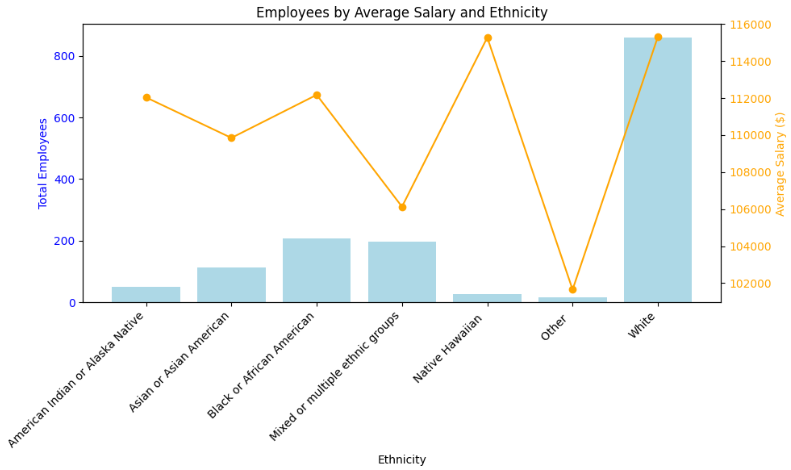 Employees by Average Salary and Ethnicity
116000
800
114000
112000
600
110000
Total Employees
Average Salary ($)
400
108000
106000
200
104000
102000
0
American Indian or Alaska Native
Asian or Asian American
Black or African American
Mixed or multiple ethnic groups
Native Hawaiian
Other
White
Ethnicity